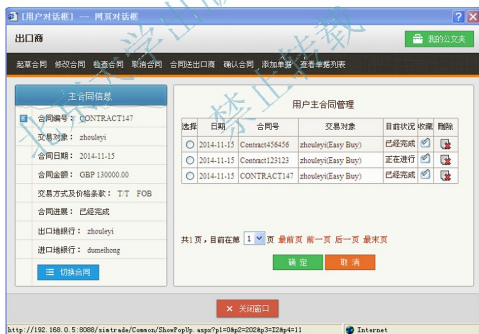 [用户对话框] —— 网页对话框
出口商
我的公文夹
起草合同 修改合同 检查合同 取消合同 合同送出口商 确认合同 添加单据 查看单据列表
主合同信息
合同编号： CONTRACT147
交易对象： zhouleyi
合同日期： 2014-11-15
合同金额： GBP 130000.00
交易方式及价格条款： T/T FOB
合同进展： 已经完成
出口地银行： zhouleyi
进口地银行： dumeihong
切换合同
用户主合同管理
选择 日期 合同号 交易对象 目前状况 收藏 删除
2014-11-15 Contract456456 zhouleyi(Easy Buy) 已经完成
2014-11-15 Contract123123 zhouleyi(Easy Buy) 正在进行
2014-11-15 CONTRACT147 zhouleyi(Easy Buy) 已经完成
共1页，目前在第 1 页 最前页 前一页 后一页 最末页
确 定 取 消
× 关闭窗口
http://192.168.0.5:8088/simtrade/Common/ShowPopUp.aspx?p1=0&p2=202&p3=I2&p4=11 Internet
禁止转载